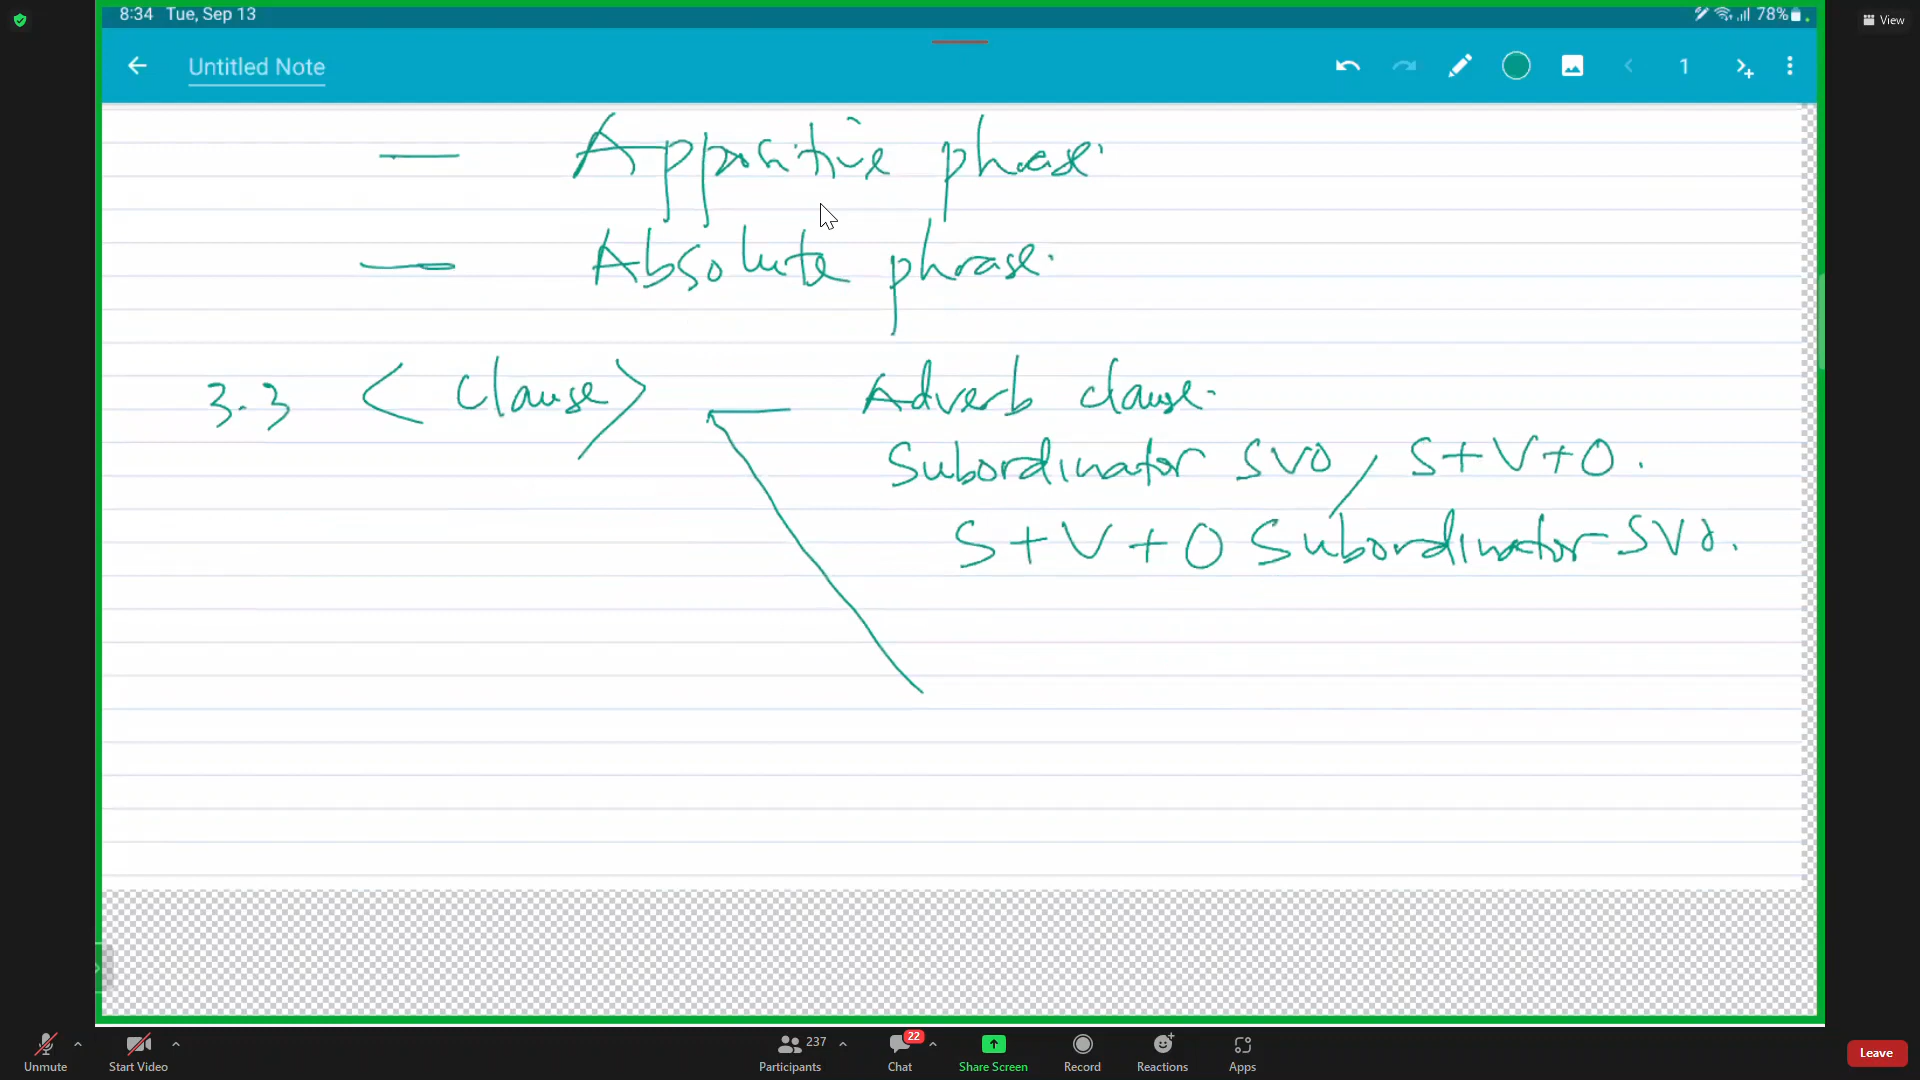 8:34 Tue, Sep 13 78%
View
Untitled Note 1
— Appositive phrase.
— Absolute phrase.
3.3 < Clause > Adverb clause.
Subordinator SVO, S+V+O.
S+V+O Subordinator SVO.
237 22
Unmute Start Video Participants Chat Share Screen Record Reactions Apps Leave